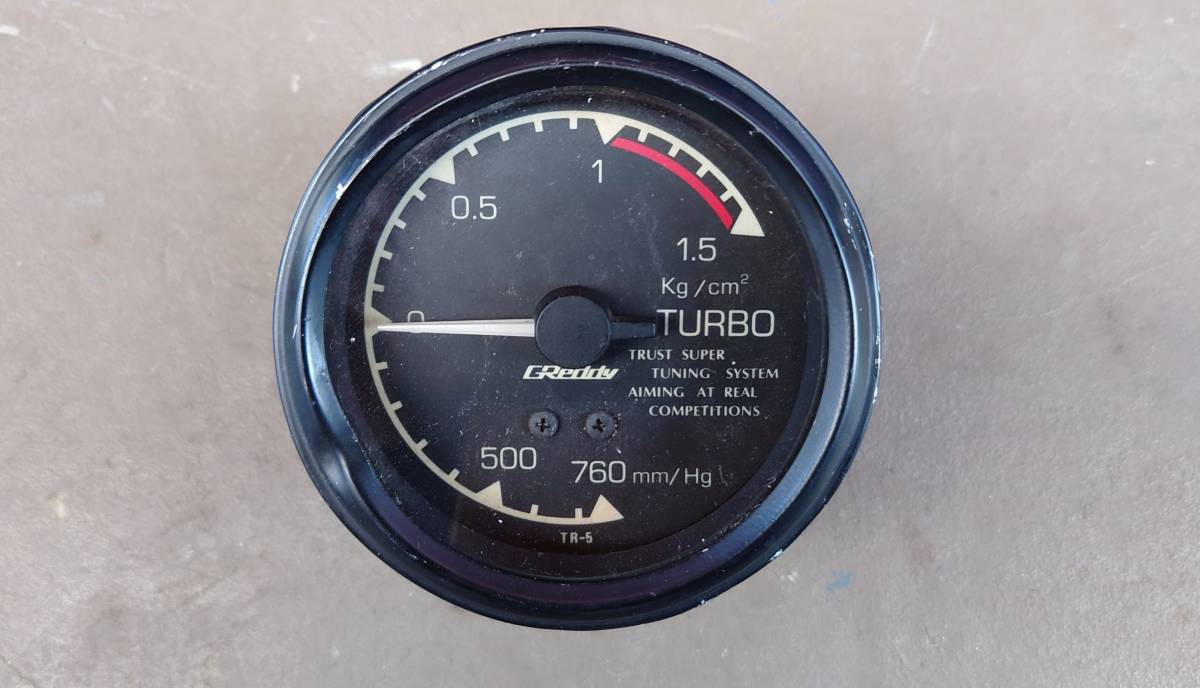 1
0.5
1.5
Kg/cm²
0
TURBO
TRUST SUPER
TUNING SYSTEM
AIMING AT REAL
COMPETITIONS
GReddy
500
760 mm/Hg
TR-5